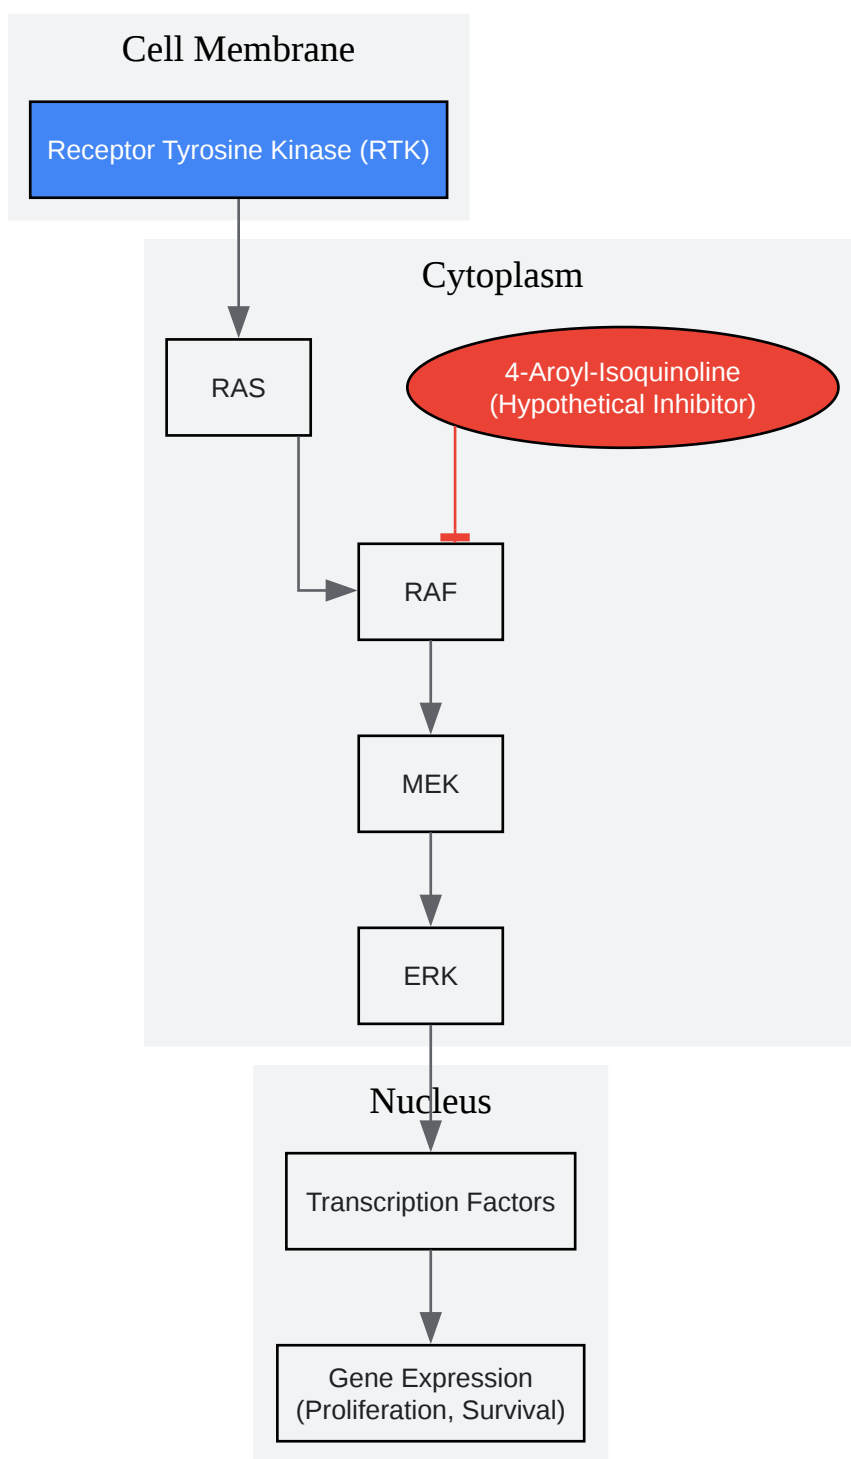 Cell Membrane
Receptor Tyrosine Kinase (RTK)
Cytoplasm
RAS
4-Aroyl-Isoquinoline
(Hypothetical Inhibitor)
RAF
MEK
ERK
Nucleus
Transcription Factors
Gene Expression
(Proliferation, Survival)